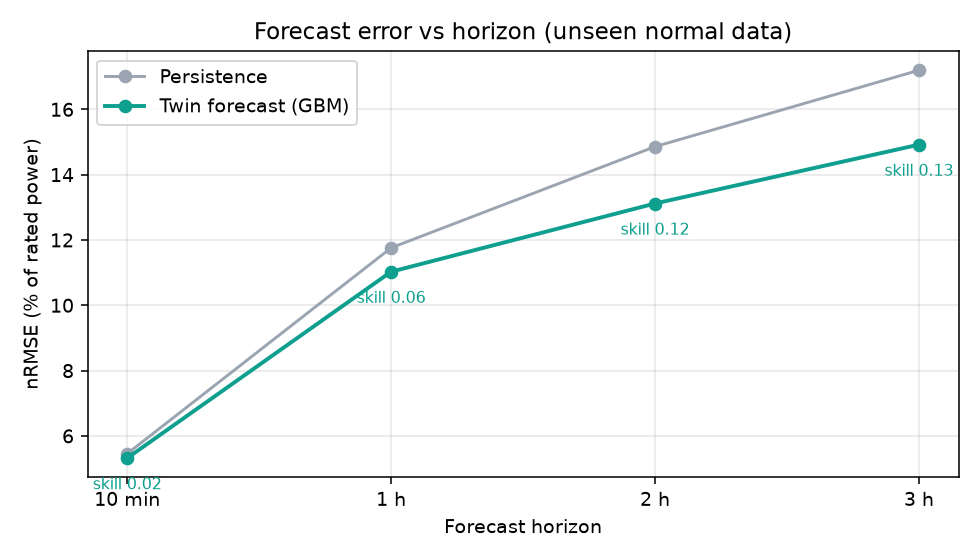 Forecast error vs horizon (unseen normal data)
Persistence
Twin forecast (GBM)
nRMSE (% of rated power)
16
14
12
10
8
6
skill 0.02
skill 0.06
skill 0.12
skill 0.13
10 min
1 h
2 h
3 h
Forecast horizon